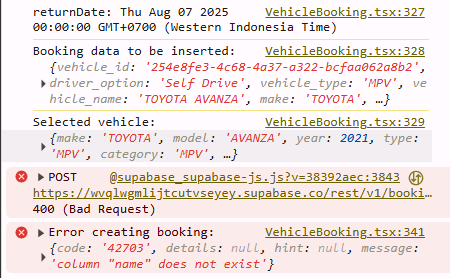 returnDate: Thu Aug 07 2025 VehicleBooking.tsx:327
00:00:00 GMT+0700 (Western Indonesia Time)
Booking data to be inserted: VehicleBooking.tsx:328
{vehicle_id: '254e8fe3-4c68-4a37-a322-bcfaa062a8b2',
driver_option: 'Self Drive', vehicle_type: 'MPV', ve
hicle_name: 'TOYOTA AVANZA', make: 'TOYOTA', …}
Selected vehicle: VehicleBooking.tsx:329
{make: 'TOYOTA', model: 'AVANZA', year: 2021, type:
'MPV', category: 'MPV', …}
POST @supabase_supabase-js.js?v=38392aec:3843
https://wvqlwgmlijtcutvseyey.supabase.co/rest/v1/booki…
400 (Bad Request)
Error creating booking: VehicleBooking.tsx:341
{code: '42703', details: null, hint: null, message:
'column "name" does not exist'}